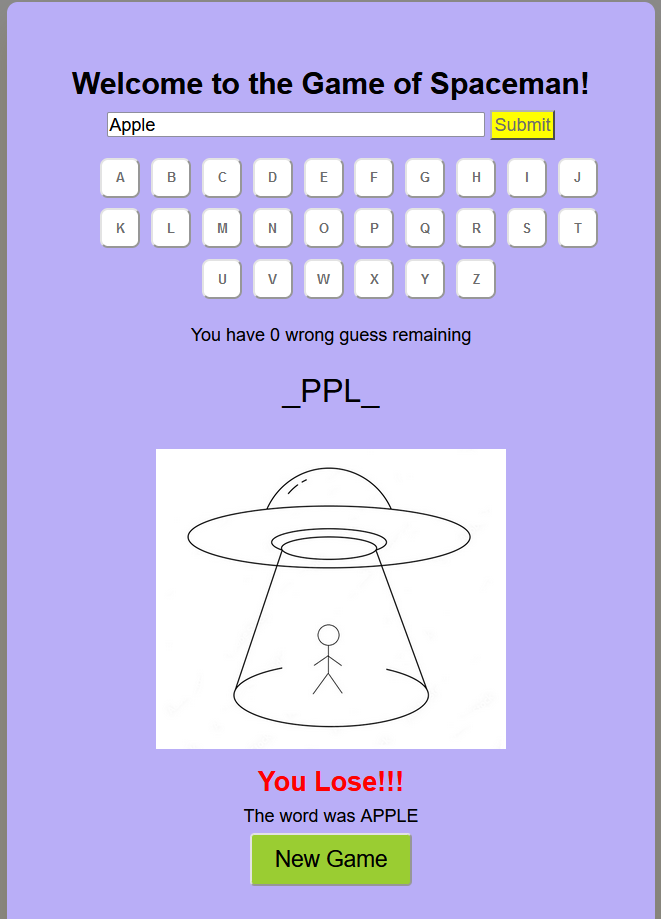 Welcome to the Game of Spaceman!
Apple Submit
A B C D E F G H I J
K L M N O P Q R S T
U V W X Y Z
You have 0 wrong guess remaining
_PPL_
You Lose!!!
The word was APPLE
New Game